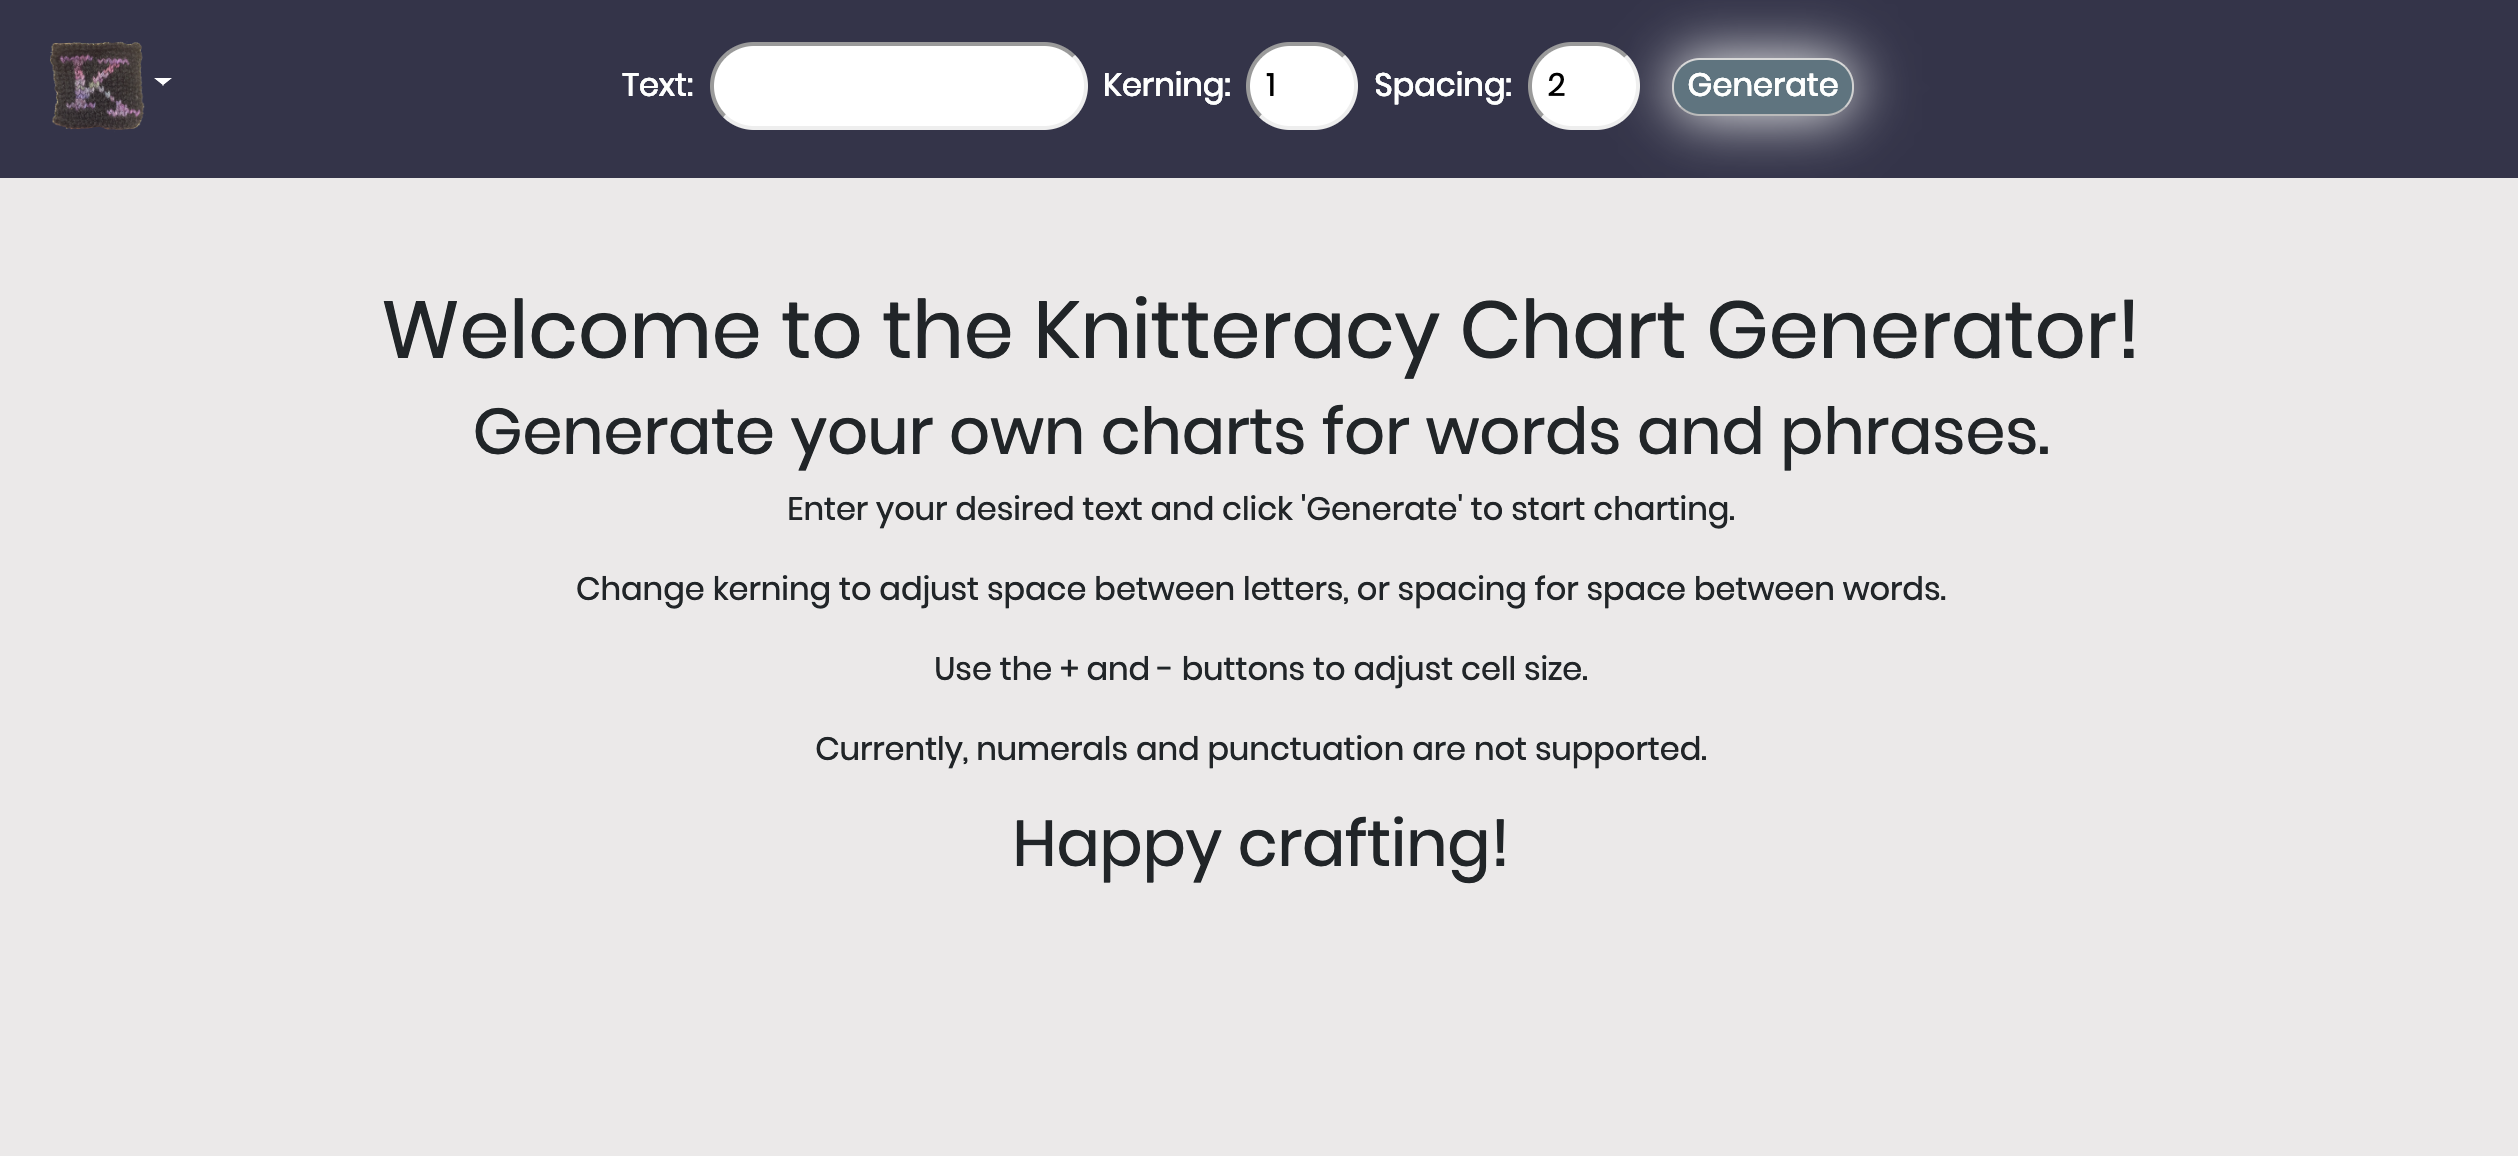 K
Text: Kerning: 1 Spacing: 2 Generate
Welcome to the Knitteracy Chart Generator!
Generate your own charts for words and phrases.
Enter your desired text and click 'Generate' to start charting.
Change kerning to adjust space between letters, or spacing for space between words.
Use the + and - buttons to adjust cell size.
Currently, numerals and punctuation are not supported.
Happy crafting!